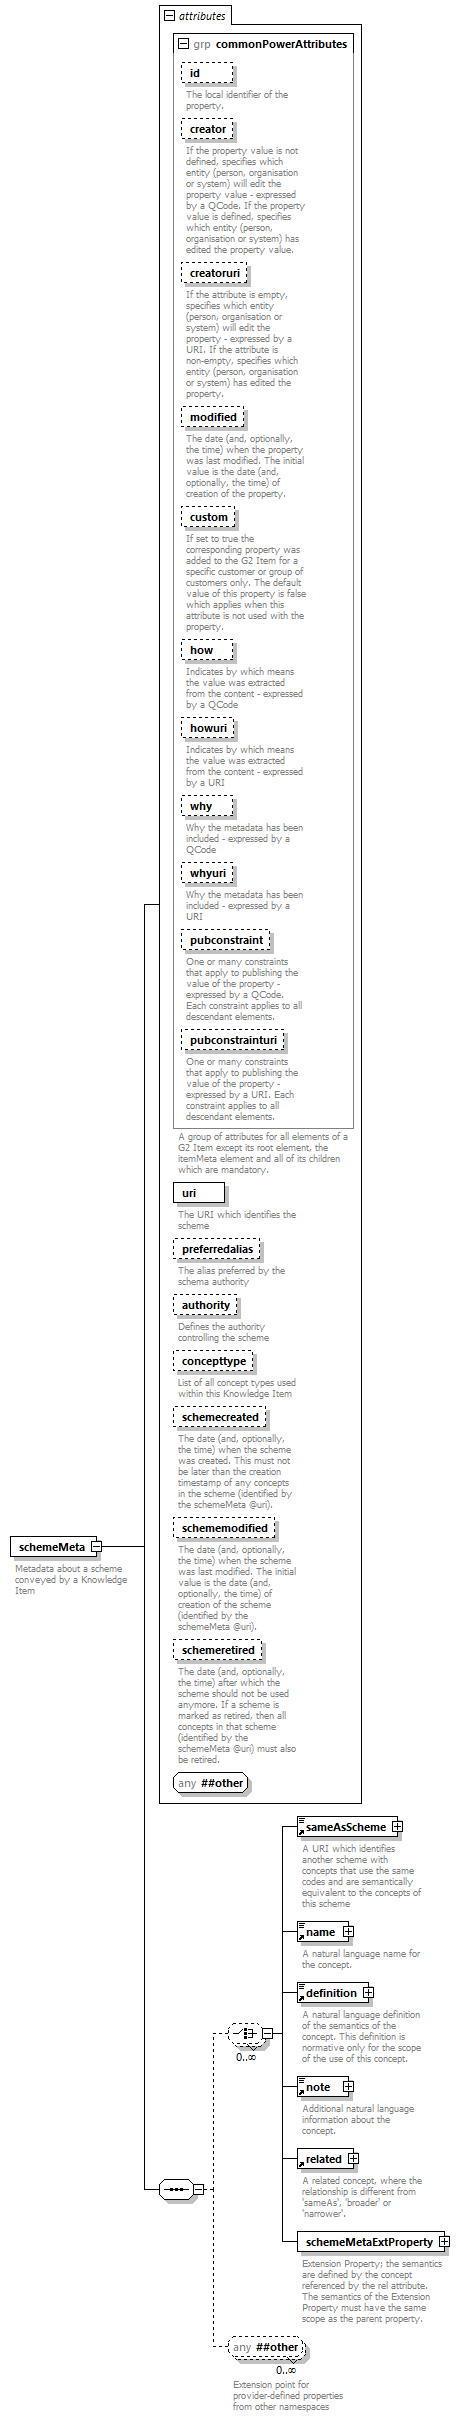 attributes
grp commonPowerAttributes
id
The local identifier of the
property.
creator
If the property value is not
defined, specifies which
entity (person, organisation
or system) will edit the
property value - expressed
by a QCode. If the property
value is defined, specifies
which entity (person,
organisation or system) has
edited the property value.
creatoruri
If the attribute is empty,
specifies which entity
(person, organisation or
system) will edit the
property - expressed by a
URI. If the attribute is
non-empty, specifies which
entity (person, organisation
or system) has edited the
property.
modified
The date (and, optionally,
the time) when the property
was last modified. The initial
value is the date (and,
optionally, the time) of
creation of the property.
custom
If set to true the
corresponding property was
added to the G2 Item for a
specific customer or group of
customers only. The default
value of this property is false
which applies when this
attribute is not used with the
property.
how
Indicates by which means
the value was extracted
from the content - expressed
by a QCode
howuri
Indicates by which means
the value was extracted
from the content - expressed
by a URI
why
Why the metadata has been
included - expressed by a
QCode
whyuri
Why the metadata has been
included - expressed by a
URI
pubconstraint
One or many constraints
that apply to publishing the
value of the property -
expressed by a QCode.
Each constraint applies to all
descendant elements.
pubconstrainturi
One or many constraints
that apply to publishing the
value of the property -
expressed by a URI. Each
constraint applies to all
descendant elements.
A group of attributes for all elements of a
G2 Item except its root element, the
itemMeta element and all of its children
which are mandatory.
uri
The URI which identifies the
scheme
preferredalias
The alias preferred by the
schema authority
authority
Defines the authority
controlling the scheme
concepttype
List of all concept types used
within this Knowledge Item
schemecreated
The date (and, optionally,
the time) when the scheme
was created. This must not
be later than the creation
timestamp of any concepts
in the scheme (identified by
the schemeMeta @uri).
schememodified
The date (and, optionally,
the time) when the scheme
was last modified. The initial
value is the date (and,
optionally, the time) of
creation of the scheme
(identified by the
schemeMeta @uri).
schemeretired
The date (and, optionally,
the time) after which the
scheme should not be used
anymore. If a scheme is
marked as retired, then all
concepts in that scheme
(identified by the
schemeMeta @uri) must also
be retired.
any ##other
schemeMeta
Metadata about a scheme
conveyed by a Knowledge
Item
sameAsScheme
A URI which identifies
another scheme with
concepts that use the same
codes and are semantically
equivalent to the concepts of
this scheme
name
A natural language name for
the concept.
definition
A natural language definition
of the semantics of the
concept. This definition is
normative only for the scope
of the use of this concept.
0..∞
note
Additional natural language
information about the
concept.
related
A related concept, where the
relationship is different from
'sameAs', 'broader' or
'narrower'.
schemeMetaExtProperty
Extension Property; the semantics
are defined by the concept
referenced by the rel attribute.
The semantics of the Extension
Property must have the same
scope as the parent property.
any ##other
0..∞
Extension point for
provider-defined properties
from other namespaces